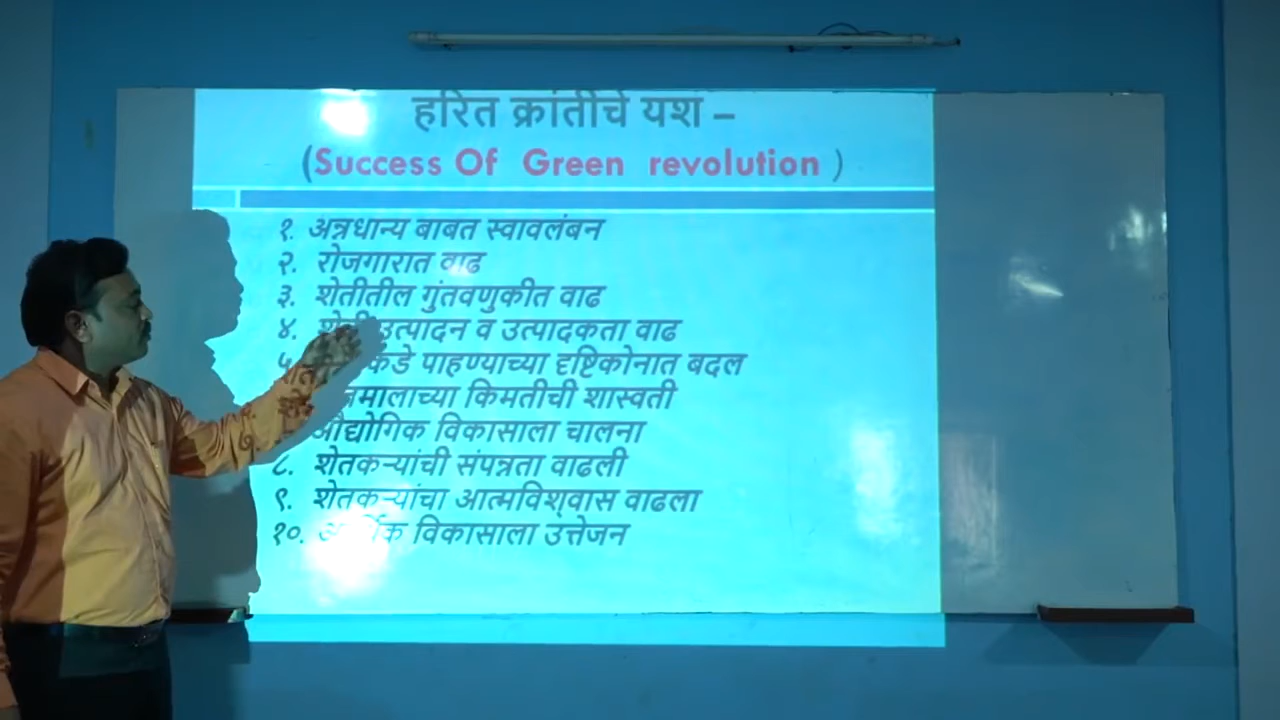 हरित क्रांतीचे यश –
(Success Of Green revolution )
१. अन्नधान्य बाबत स्वावलंबन
२. रोजगारात वाढ
३. शेतीतील गुंतवणुकीत वाढ
४. शेती उत्पादन व उत्पादकता वाढ
५. पाहण्याच्या दृष्टिकोनात बदल
किमतीची शास्वती
औद्योगिक विकासाला चालना
८. शेतकऱ्यांची संपन्नता वाढली
९. शेतकऱ्यांचा आत्मविश्वास वाढला
१०. विकासाला उत्तेजन